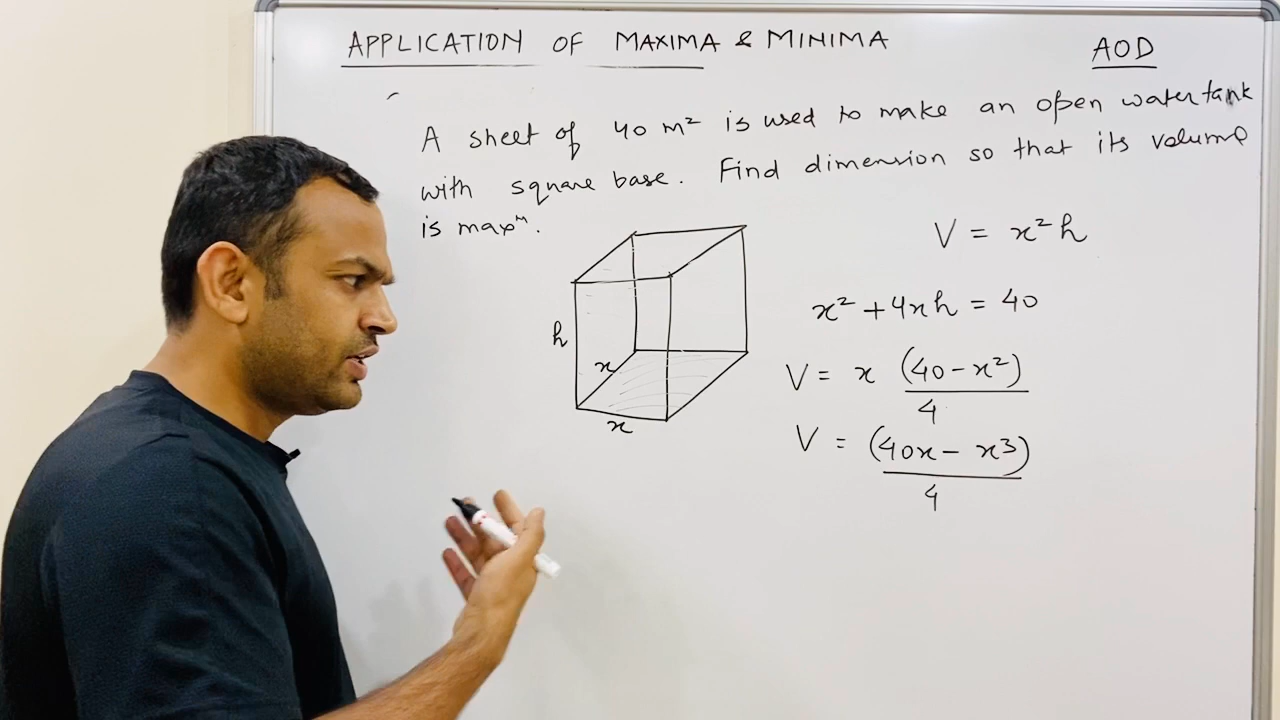 APPLICATION OF MAXIMA & MINIMA
AOD
A sheet of 40 m² is used to make an open water tank
with square base. Find dimension so that its volume
is maxᵐ.
V = x²h
x² + 4xh = 40
h
x
x
V = x (40 - x²)
4
V = (40x - x³)
4